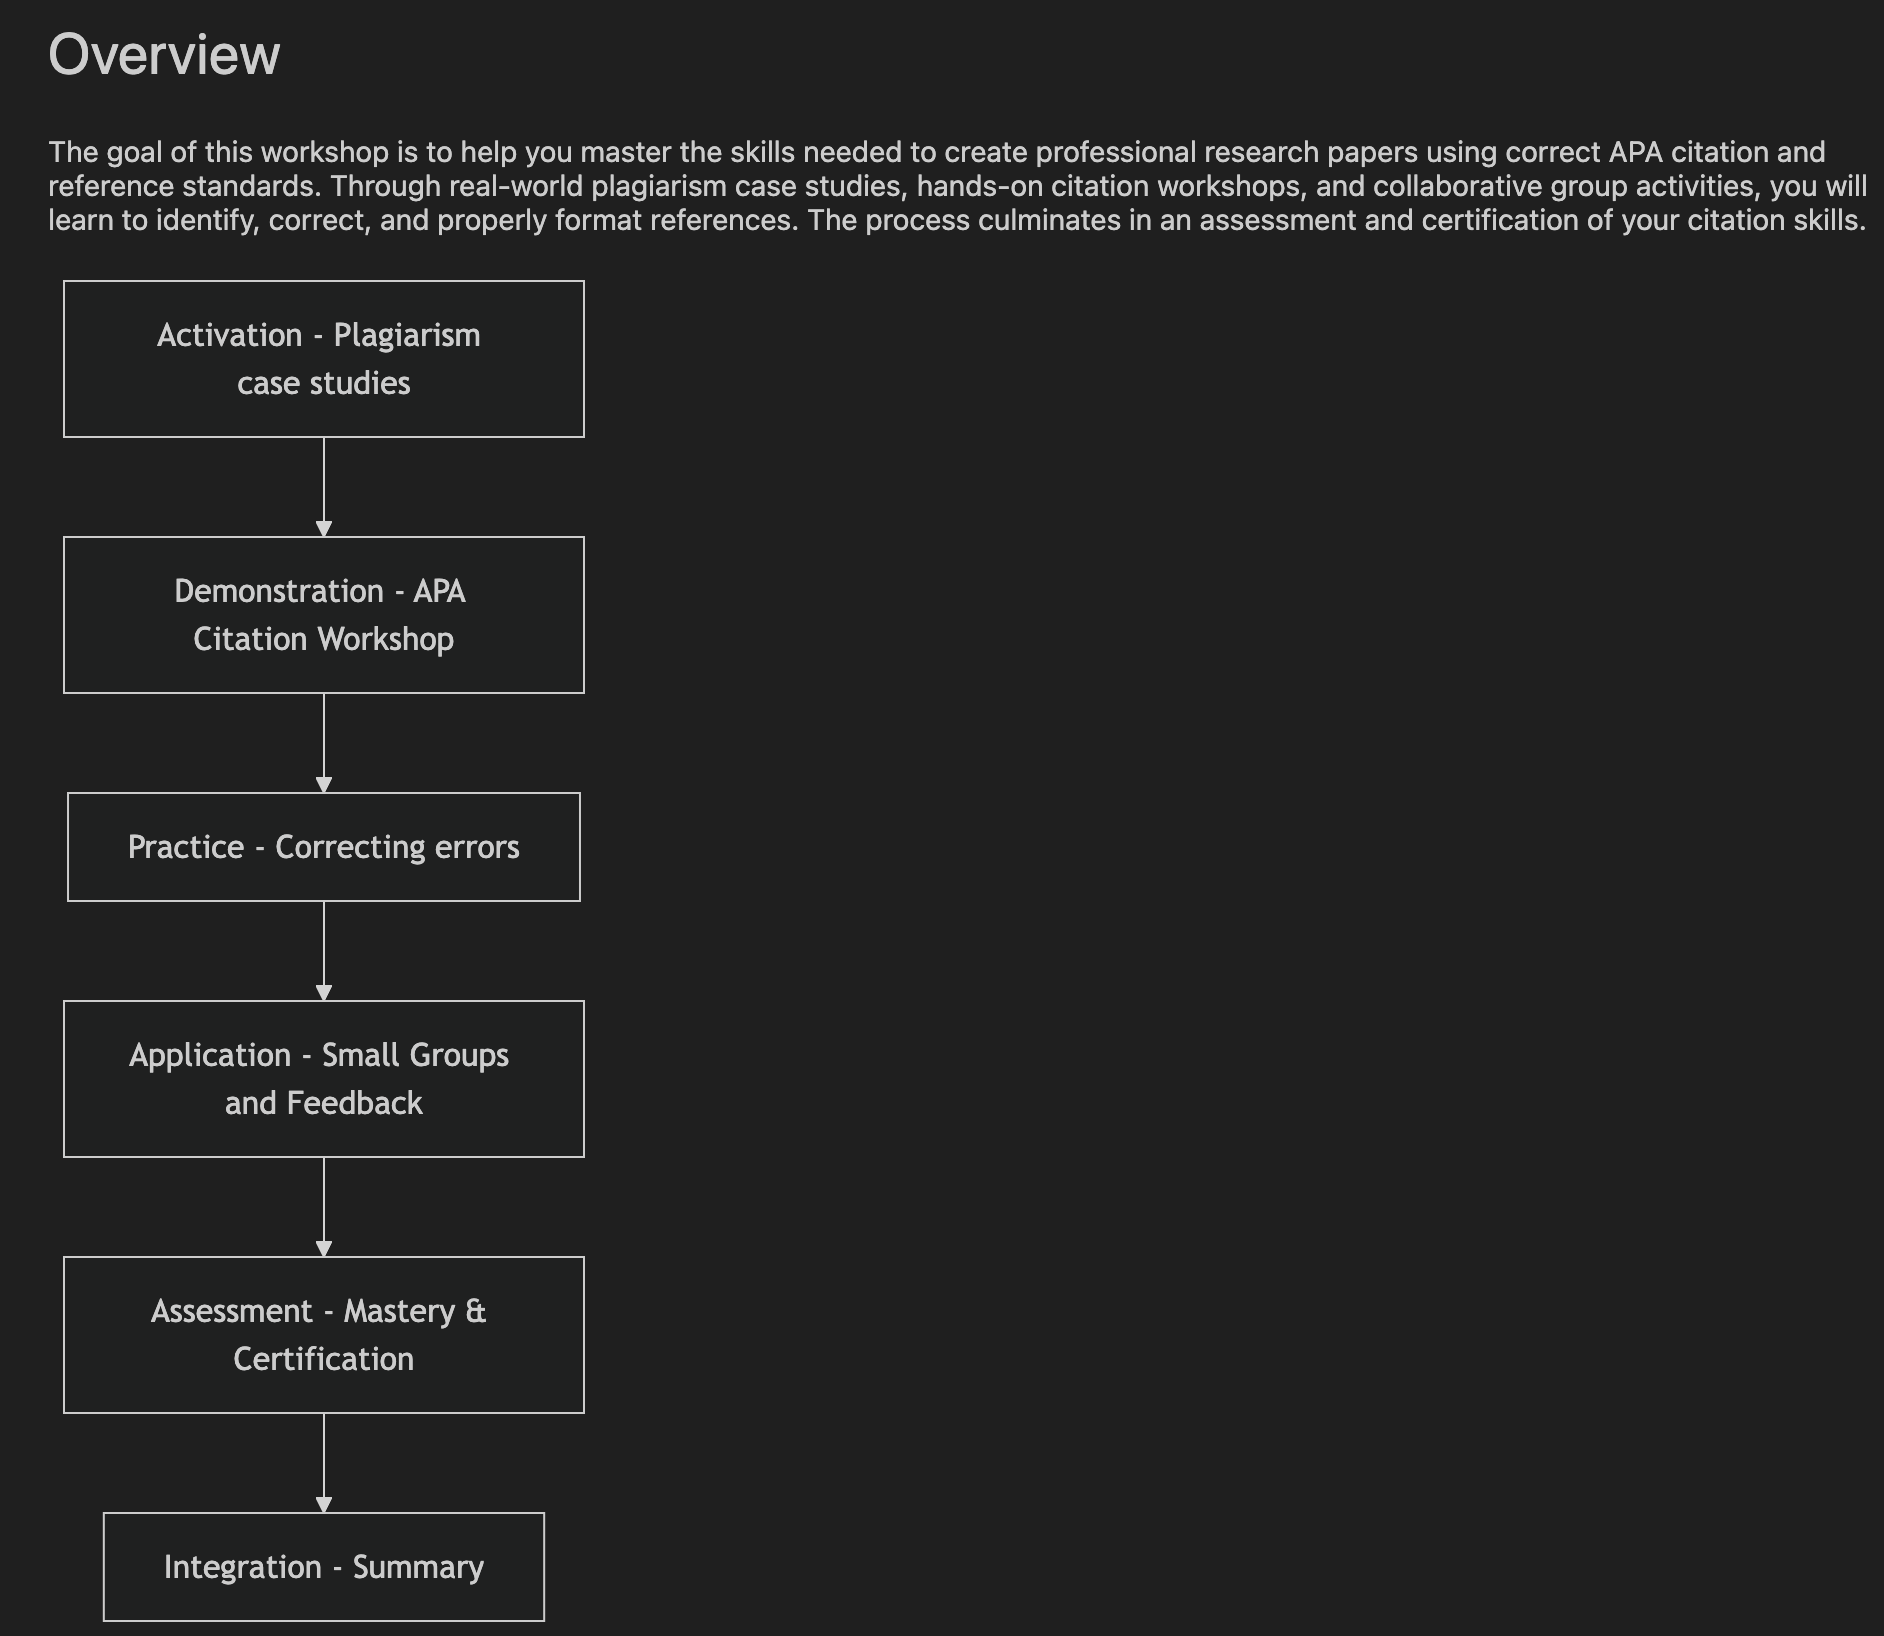 Overview
The goal of this workshop is to help you master the skills needed to create professional research papers using correct APA citation and
reference standards. Through real-world plagiarism case studies, hands-on citation workshops, and collaborative group activities, you will
learn to identify, correct, and properly format references. The process culminates in an assessment and certification of your citation skills.
Activation - Plagiarism
case studies
Demonstration - APA
Citation Workshop
Practice - Correcting errors
Application - Small Groups
and Feedback
Assessment - Mastery &
Certification
Integration - Summary